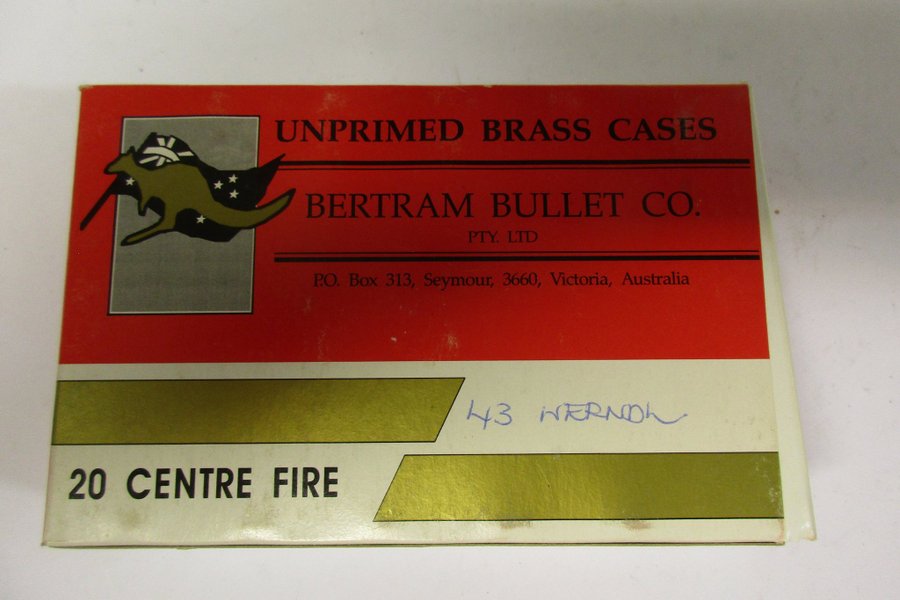 UNPRIMED BRASS CASES
BERTRAM BULLET CO.
PTY. LTD
P.O. Box 313, Seymour, 3660, Victoria, Australia
43 WERNDL
20 CENTRE FIRE